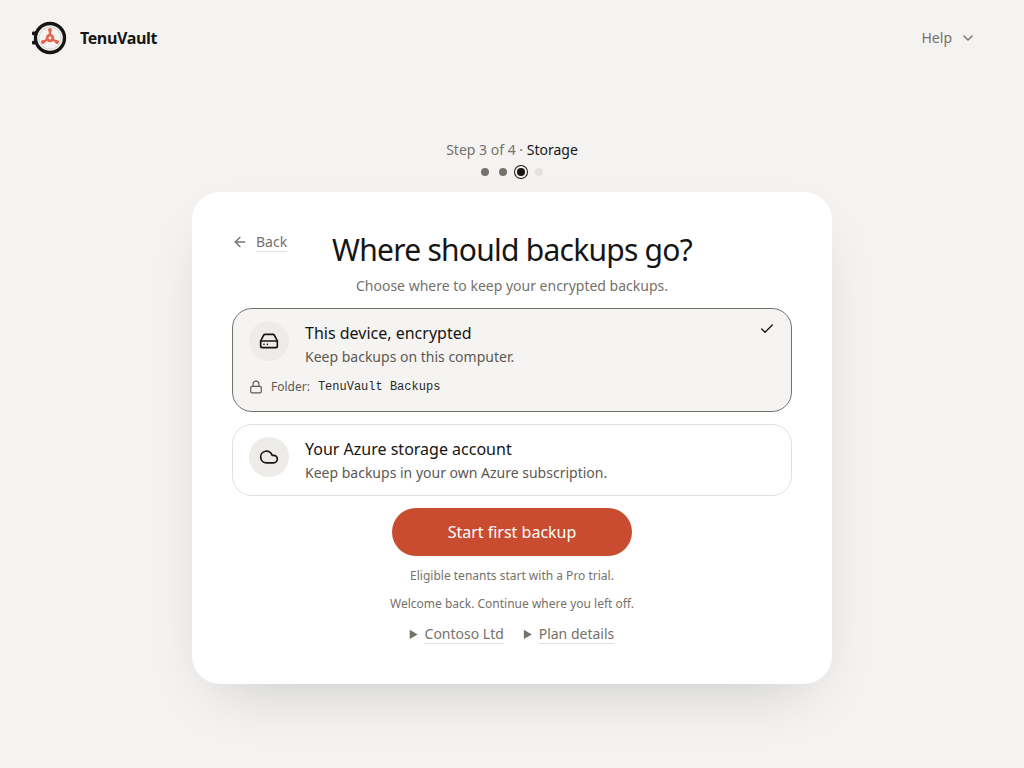 TenuVault
Help
Step 3 of 4 · Storage
Back
Where should backups go?
Choose where to keep your encrypted backups.
This device, encrypted
Keep backups on this computer.
Folder: TenuVault Backups
Your Azure storage account
Keep backups in your own Azure subscription.
Start first backup
Eligible tenants start with a Pro trial.
Welcome back. Continue where you left off.
Contoso Ltd Plan details